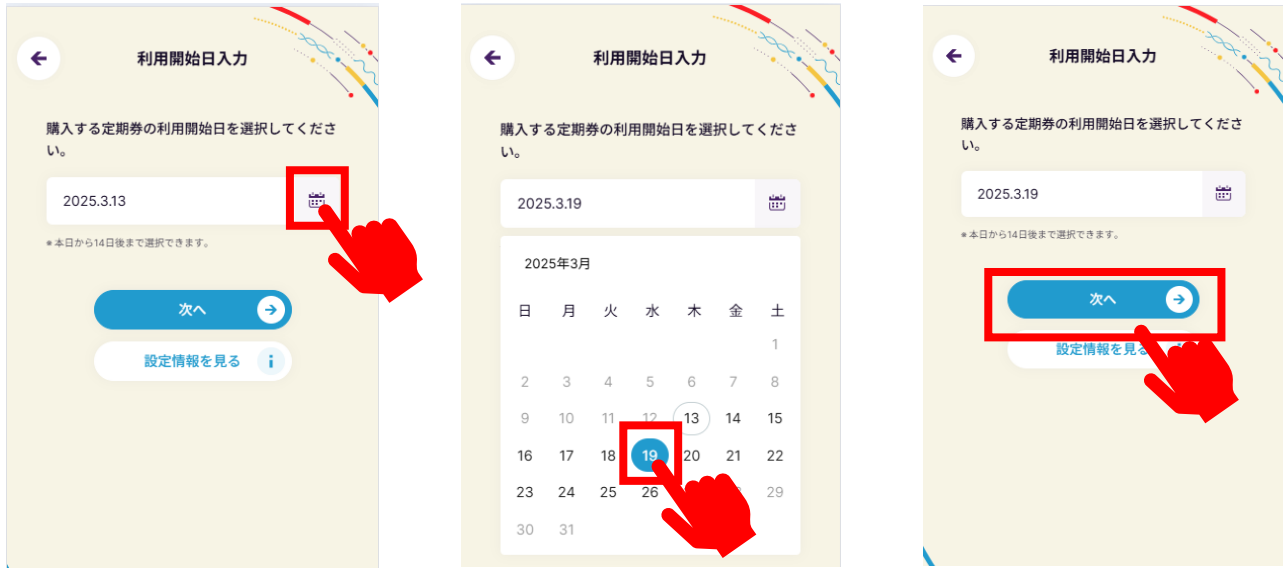 利用開始日入力
購入する定期券の利用開始日を選択してくださ
い。
2025.3.13
※本日から14日後まで選択できます。
次へ
設定情報を見る i
利用開始日入力
購入する定期券の利用開始日を選択してくださ
い。
2025.3.19
2025年3月
日 月 火 水 木 金 土
1
2 3 4 5 6 7 8
9 10 11 12 13 14 15
16 17 18 19 20 21 22
23 24 25 26 29
30 31
利用開始日入力
購入する定期券の利用開始日を選択してくださ
い。
2025.3.19
※本日から14日後まで選択できます。
次へ
設定情報を見る